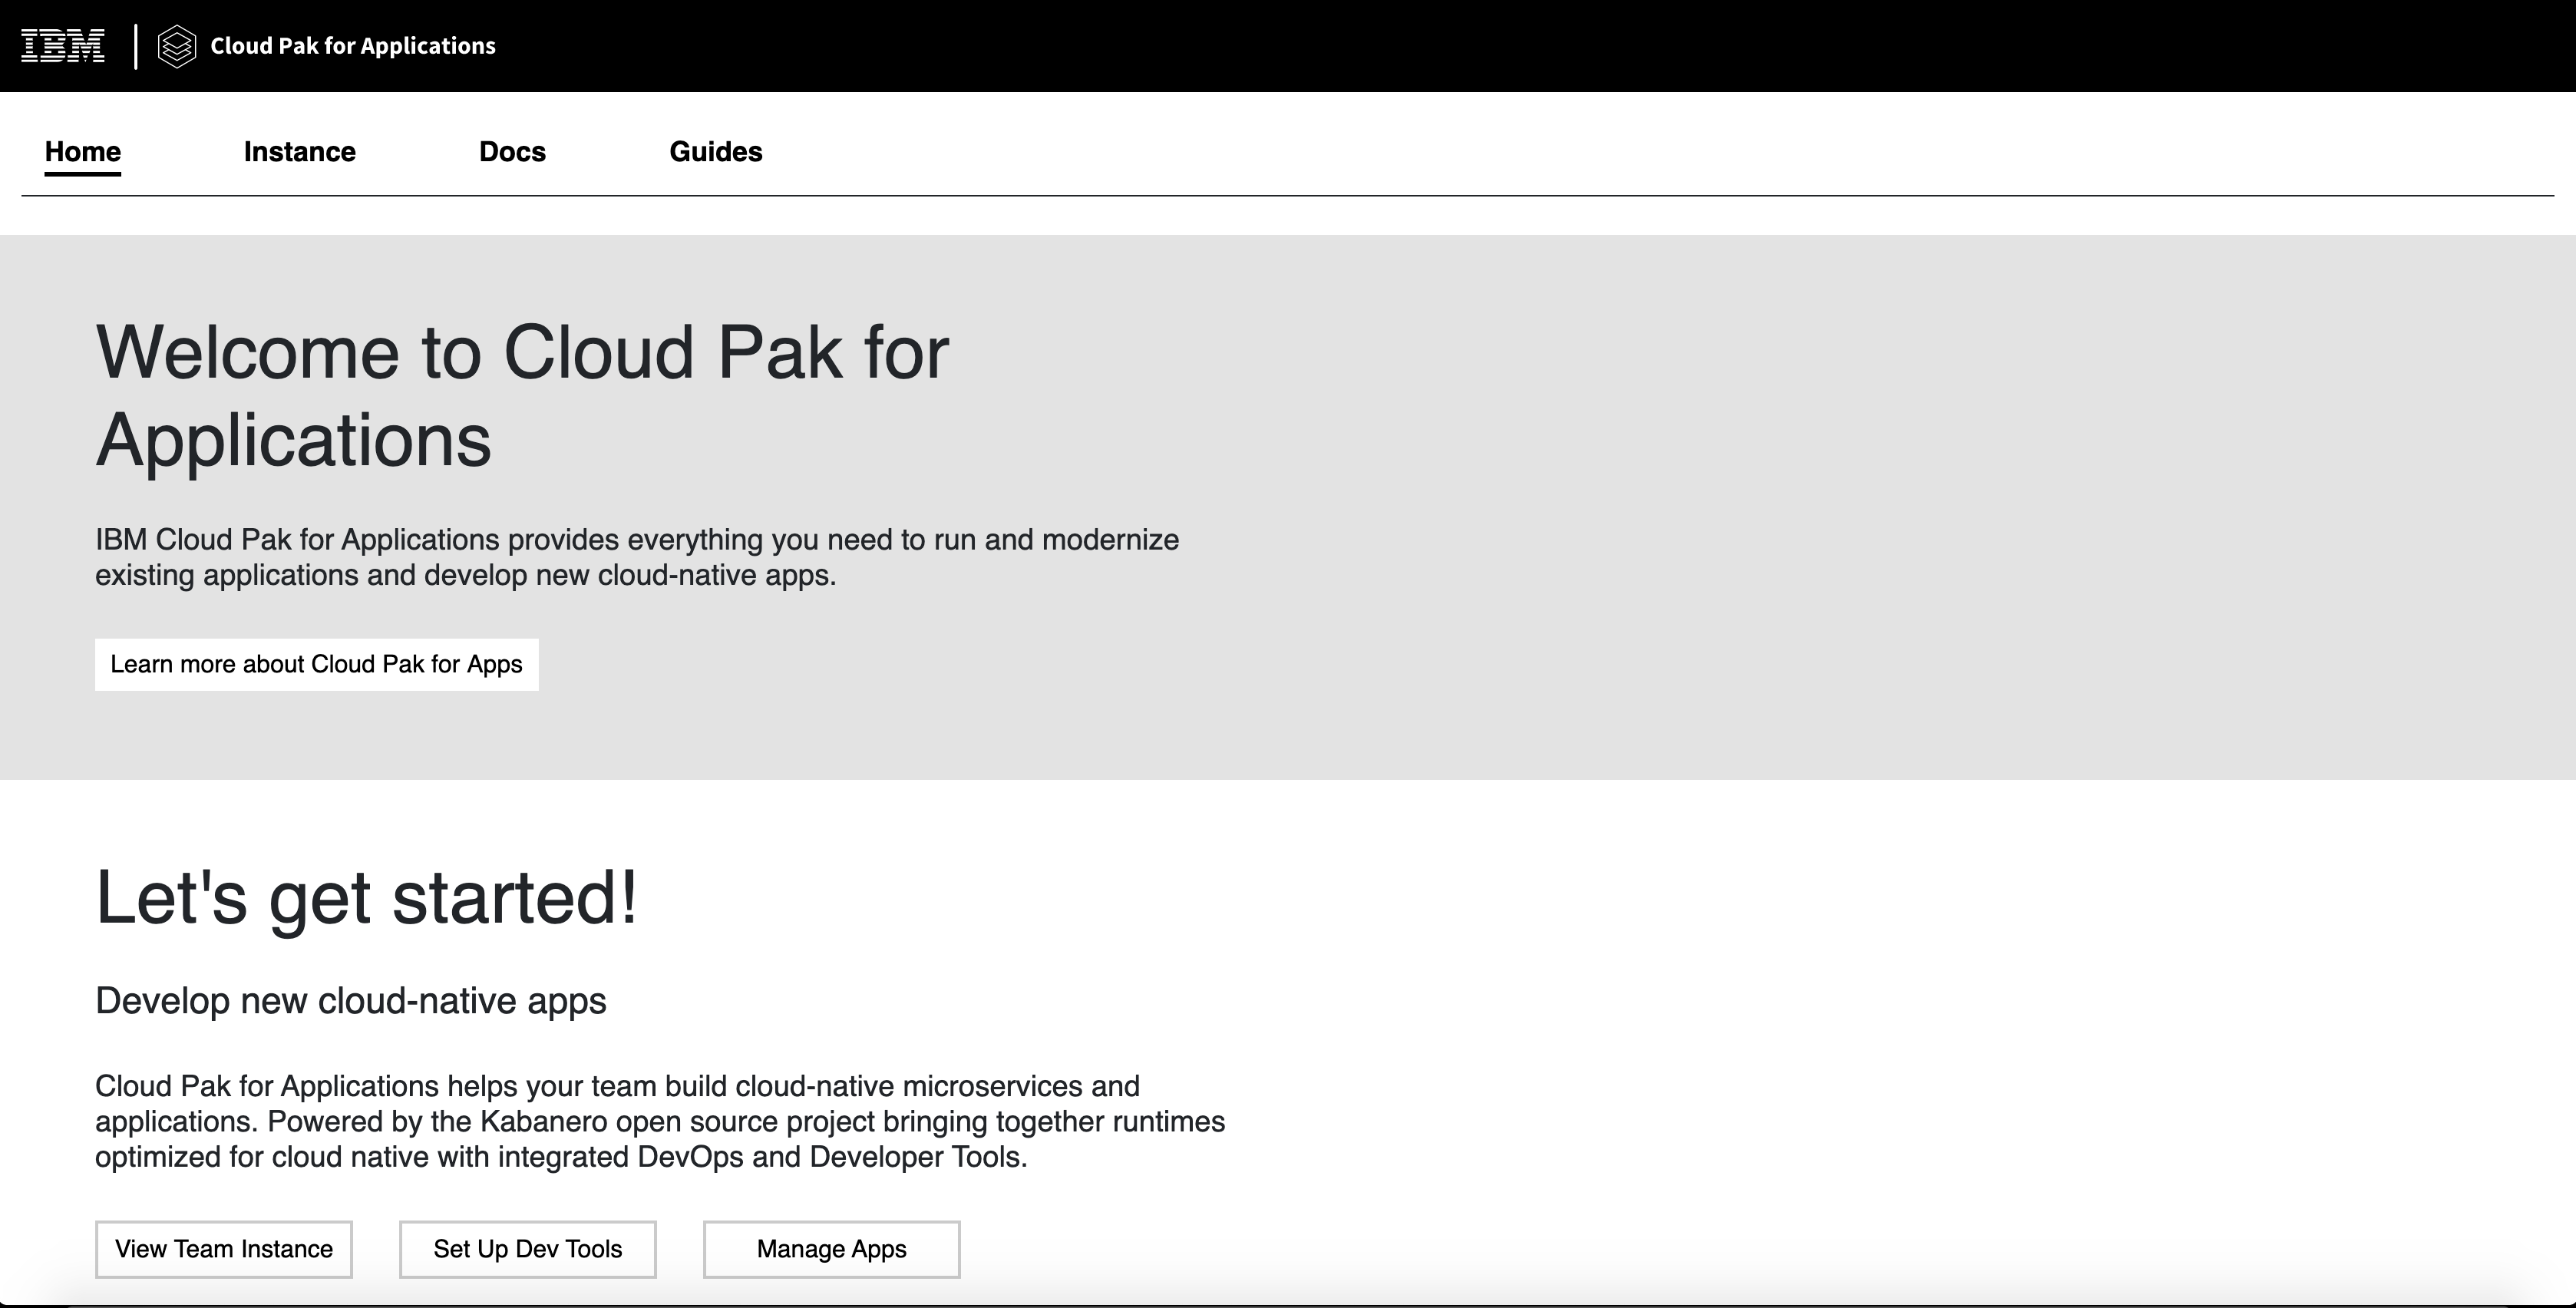 IBM Cloud Pak for Applications
Home Instance Docs Guides
Welcome to Cloud Pak for
Applications
IBM Cloud Pak for Applications provides everything you need to run and modernize
existing applications and develop new cloud-native apps.
Learn more about Cloud Pak for Apps
Let's get started!
Develop new cloud-native apps
Cloud Pak for Applications helps your team build cloud-native microservices and
applications. Powered by the Kabanero open source project bringing together runtimes
optimized for cloud native with integrated DevOps and Developer Tools.
View Team Instance Set Up Dev Tools Manage Apps